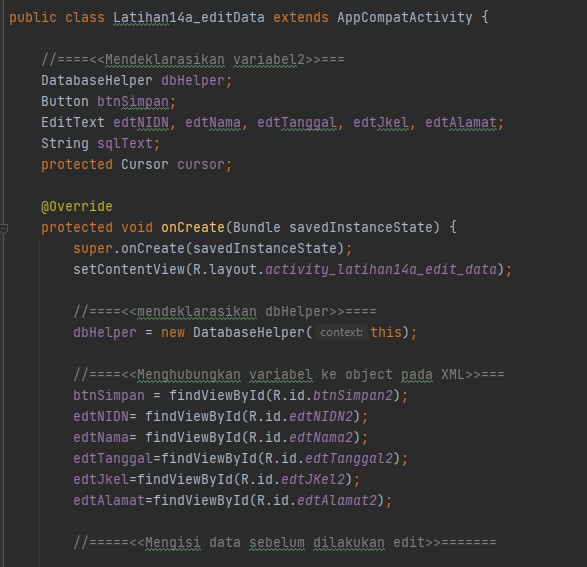 public class Latihan14a_editData extends AppCompatActivity {
//====<<Mendeklarasikan variabel2>>===
DatabaseHelper dbHelper;
Button btnSimpan;
EditText edtNIDN, edtNama, edtTanggal, edtJkel, edtAlamat;
String sqlText;
protected Cursor cursor;
@Override
protected void onCreate(Bundle savedInstanceState) {
super.onCreate(savedInstanceState);
setContentView(R.layout.activity_latihan14a_edit_data);
//====<<mendeklarasikan dbHelper>>====
dbHelper = new DatabaseHelper( context: this);
//====<<Menghubungkan variabel ke object pada XML>>===
btnSimpan = findViewById(R.id.btnSimpan2);
edtNIDN= findViewById(R.id.edtNIDN2);
edtNama= findViewById(R.id.edtNama2);
edtTanggal=findViewById(R.id.edtTanggal2);
edtJkel=findViewById(R.id.edtJKel2);
edtAlamat=findViewById(R.id.edtAlamat2);
//=====<<Mengisi data sebelum dilakukan edit>>=======